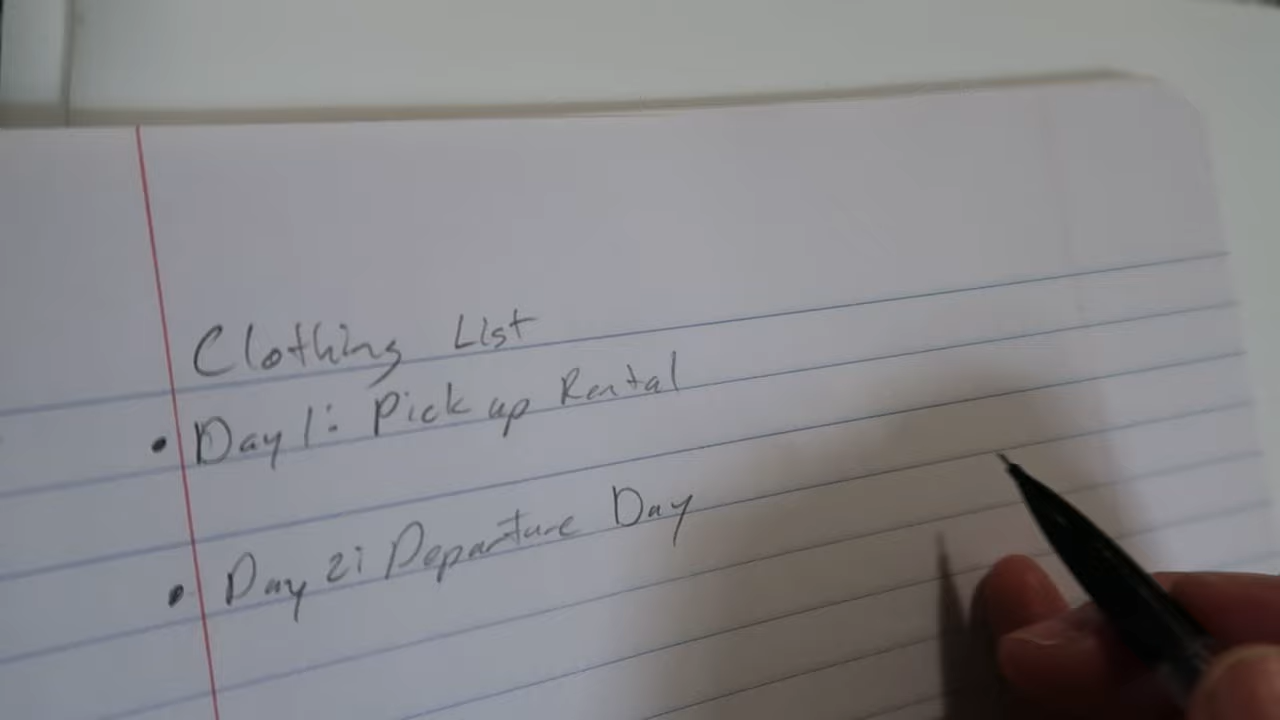 Clothing List
• Day 1: Pick up Rental
• Day 2: Departure Day